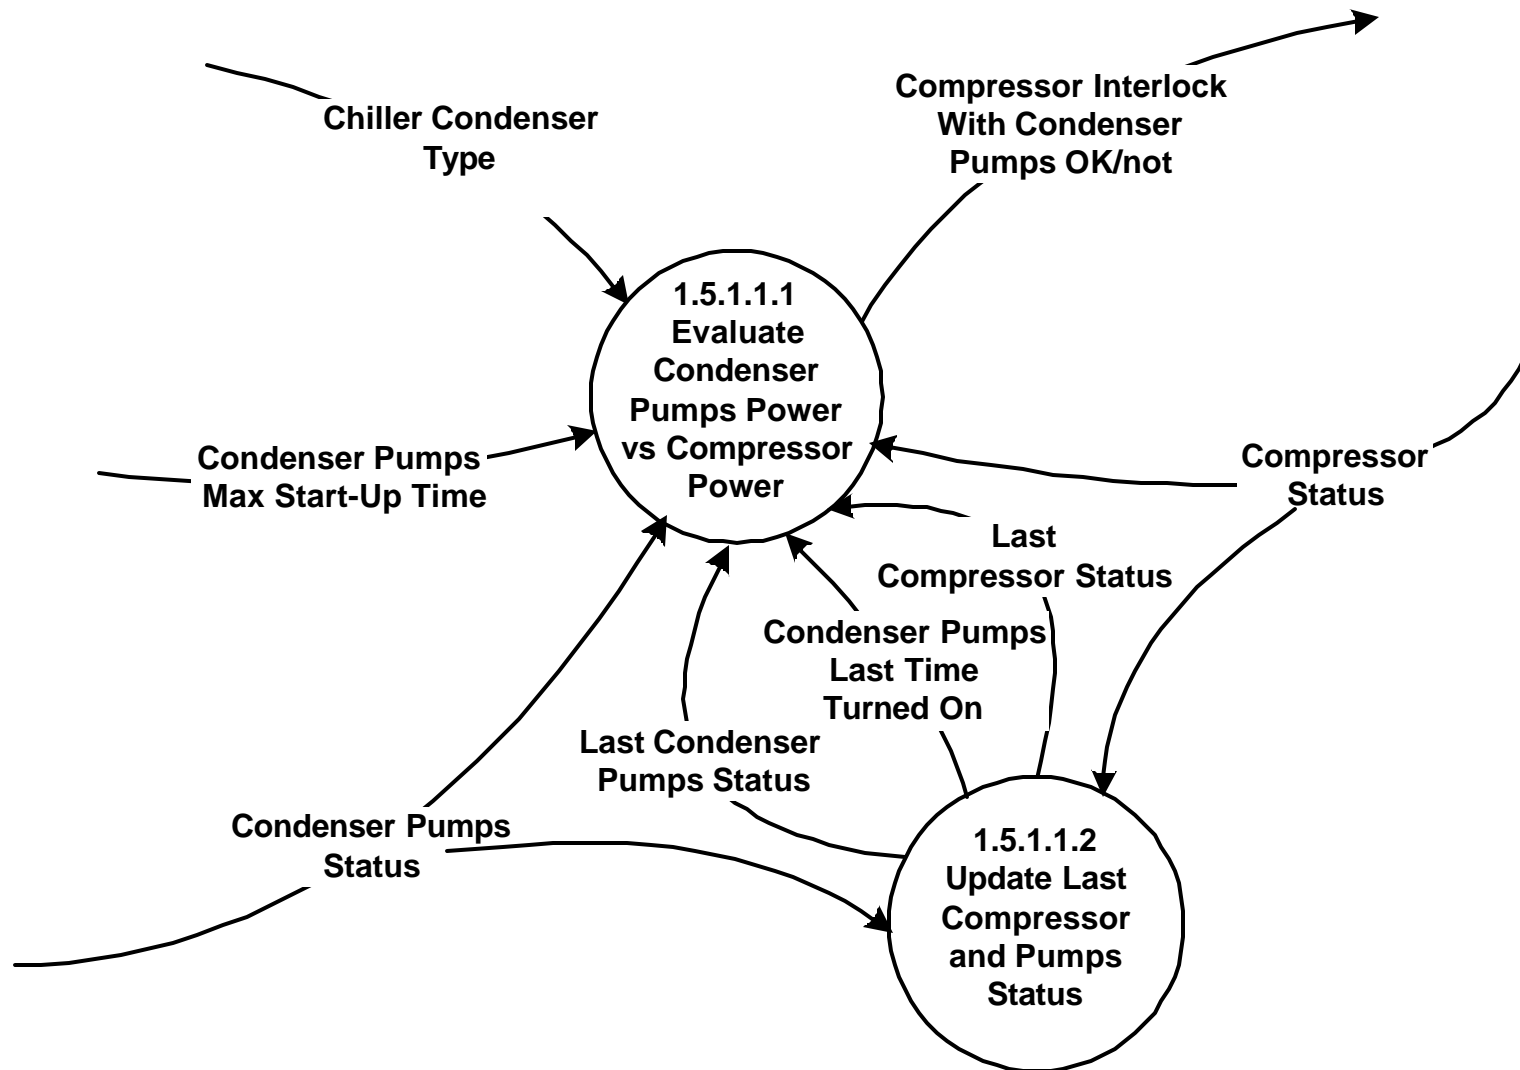 Chiller Condenser
Type
Compressor Interlock
With Condenser
Pumps OK/not
1.5.1.1.1
Evaluate
Condenser
Pumps Power
vs Compressor
Power
Condenser Pumps
Max Start-Up Time
Compressor
Status
Last
Compressor Status
Condenser Pumps
Last Time
Turned On
Last Condenser
Pumps Status
Condenser Pumps
Status
1.5.1.1.2
Update Last
Compressor
and Pumps
Status